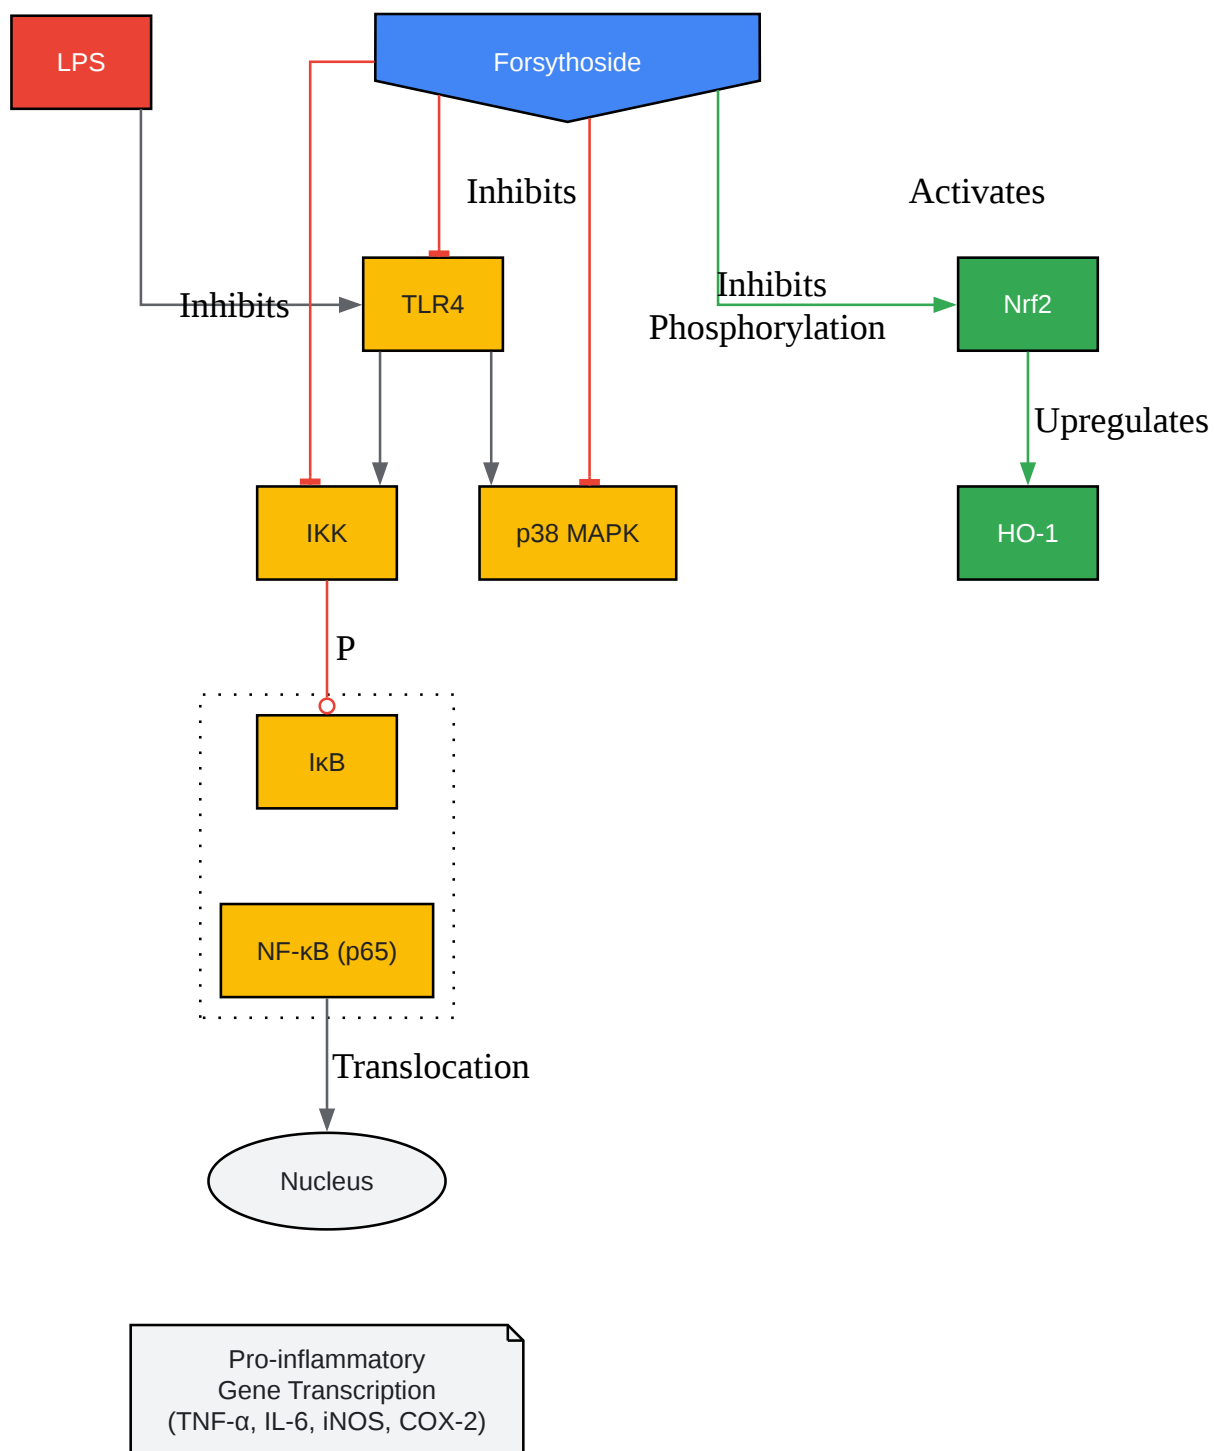 LPS
Forsythoside
Inhibits
Activates
Inhibits
Phosphorylation
Inhibits
TLR4
Nrf2
Upregulates
IKK
p38 MAPK
HO-1
P
IκB
NF-κB (p65)
Translocation
Nucleus
Pro-inflammatory
Gene Transcription
(TNF-α, IL-6, iNOS, COX-2)